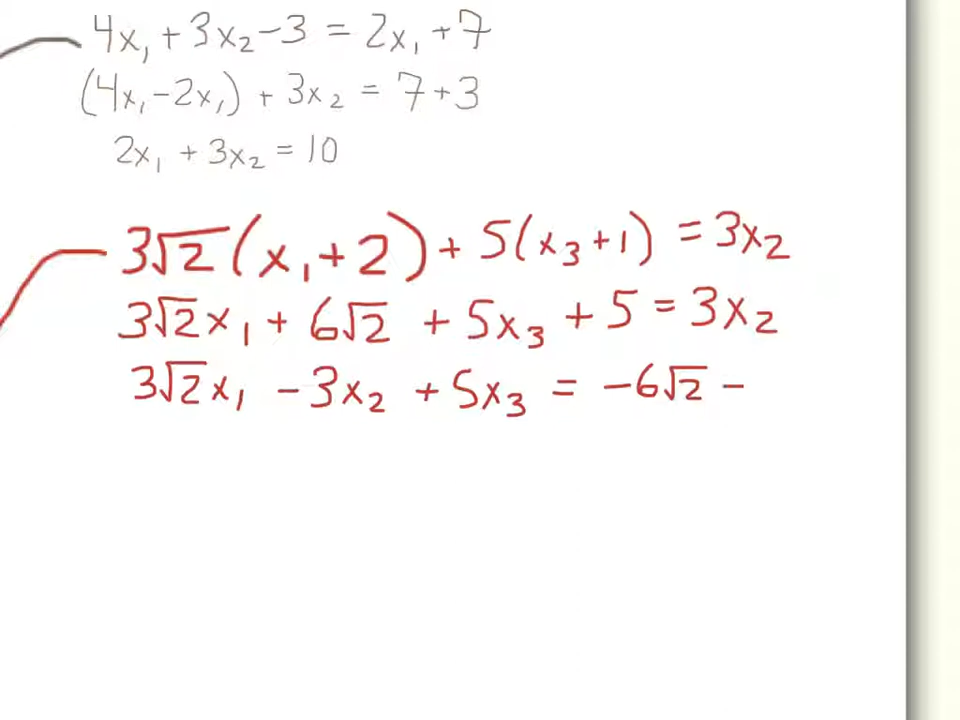 4x₁ + 3x₂ - 3 = 2x₁ + 7
(4x₁ - 2x₁) + 3x₂ = 7 + 3
2x₁ + 3x₂ = 10
3√2(x₁ + 2) + 5(x₃ + 1) = 3x₂
3√2x₁ + 6√2 + 5x₃ + 5 = 3x₂
3√2x₁ - 3x₂ + 5x₃ = -6√2 -